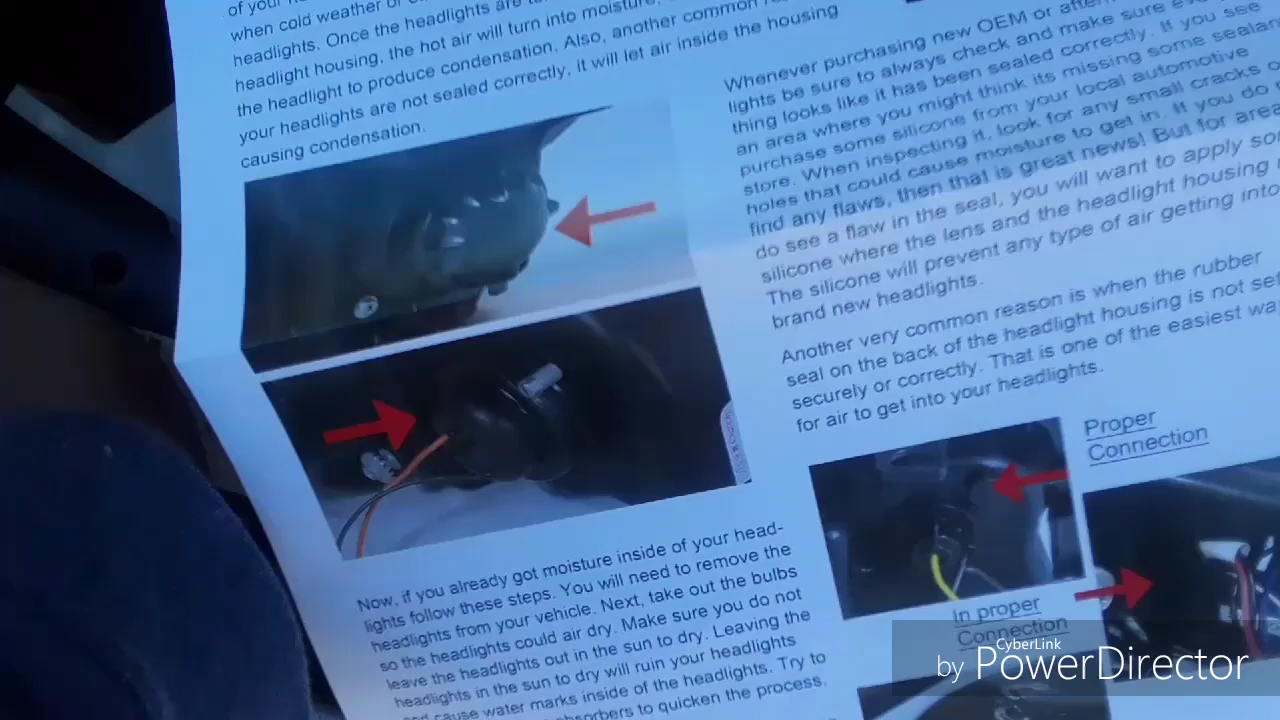 of your
when cold weather or
headlights. Once the headlights are
headlight housing, the hot air will turn into moisture,
the headlight to produce condensation. Also, another common
your headlights are not sealed correctly, it will let air inside the housing
causing condensation.
Now, if you already got moisture inside of your head-
lights follow these steps. You will need to remove the
headlights from your vehicle. Next, take out the bulbs
so the headlights could air dry. Make sure you do not
leave the headlights out in the sun to dry. Leaving the
headlights in the sun to dry will ruin your headlights
and cause water marks inside of the headlights. Try to
to quicken the process.
Whenever purchasing new OEM or
lights be sure to always check and make sure
thing looks like it has been sealed correctly. If you see
an area where you might think its missing some
purchase some silicone from your local automotive
store. When inspecting it, look for any small cracks
holes that could cause moisture to get in. If you do
find any flaws, then that is great news! But for
do see a flaw in the seal, you will want to apply
silicone where the lens and the headlight housing
The silicone will prevent any type of air getting into
brand new headlights.
Another very common reason is when the rubber
seal on the back of the headlight housing is not
securely or correctly. That is one of the easiest
for air to get into your headlights.
Proper
Connection
In proper
Connection
CyberLink
by PowerDirector